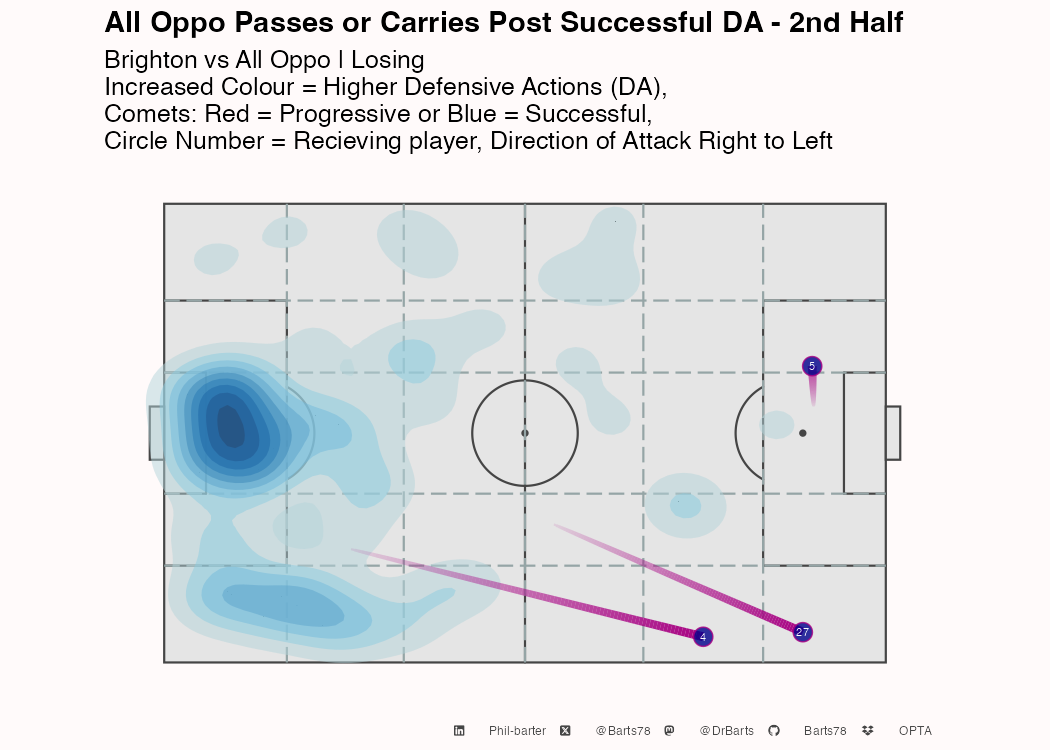 All Oppo Passes or Carries Post Successful DA - 2nd Half
Brighton vs All Oppo | Losing
Increased Colour = Higher Defensive Actions (DA),
Comets: Red = Progressive or Blue = Successful,
Circle Number = Recieving player, Direction of Attack Right to Left
5
4
27
Phil-barter @Barts78 @DrBarts Barts78 OPTA